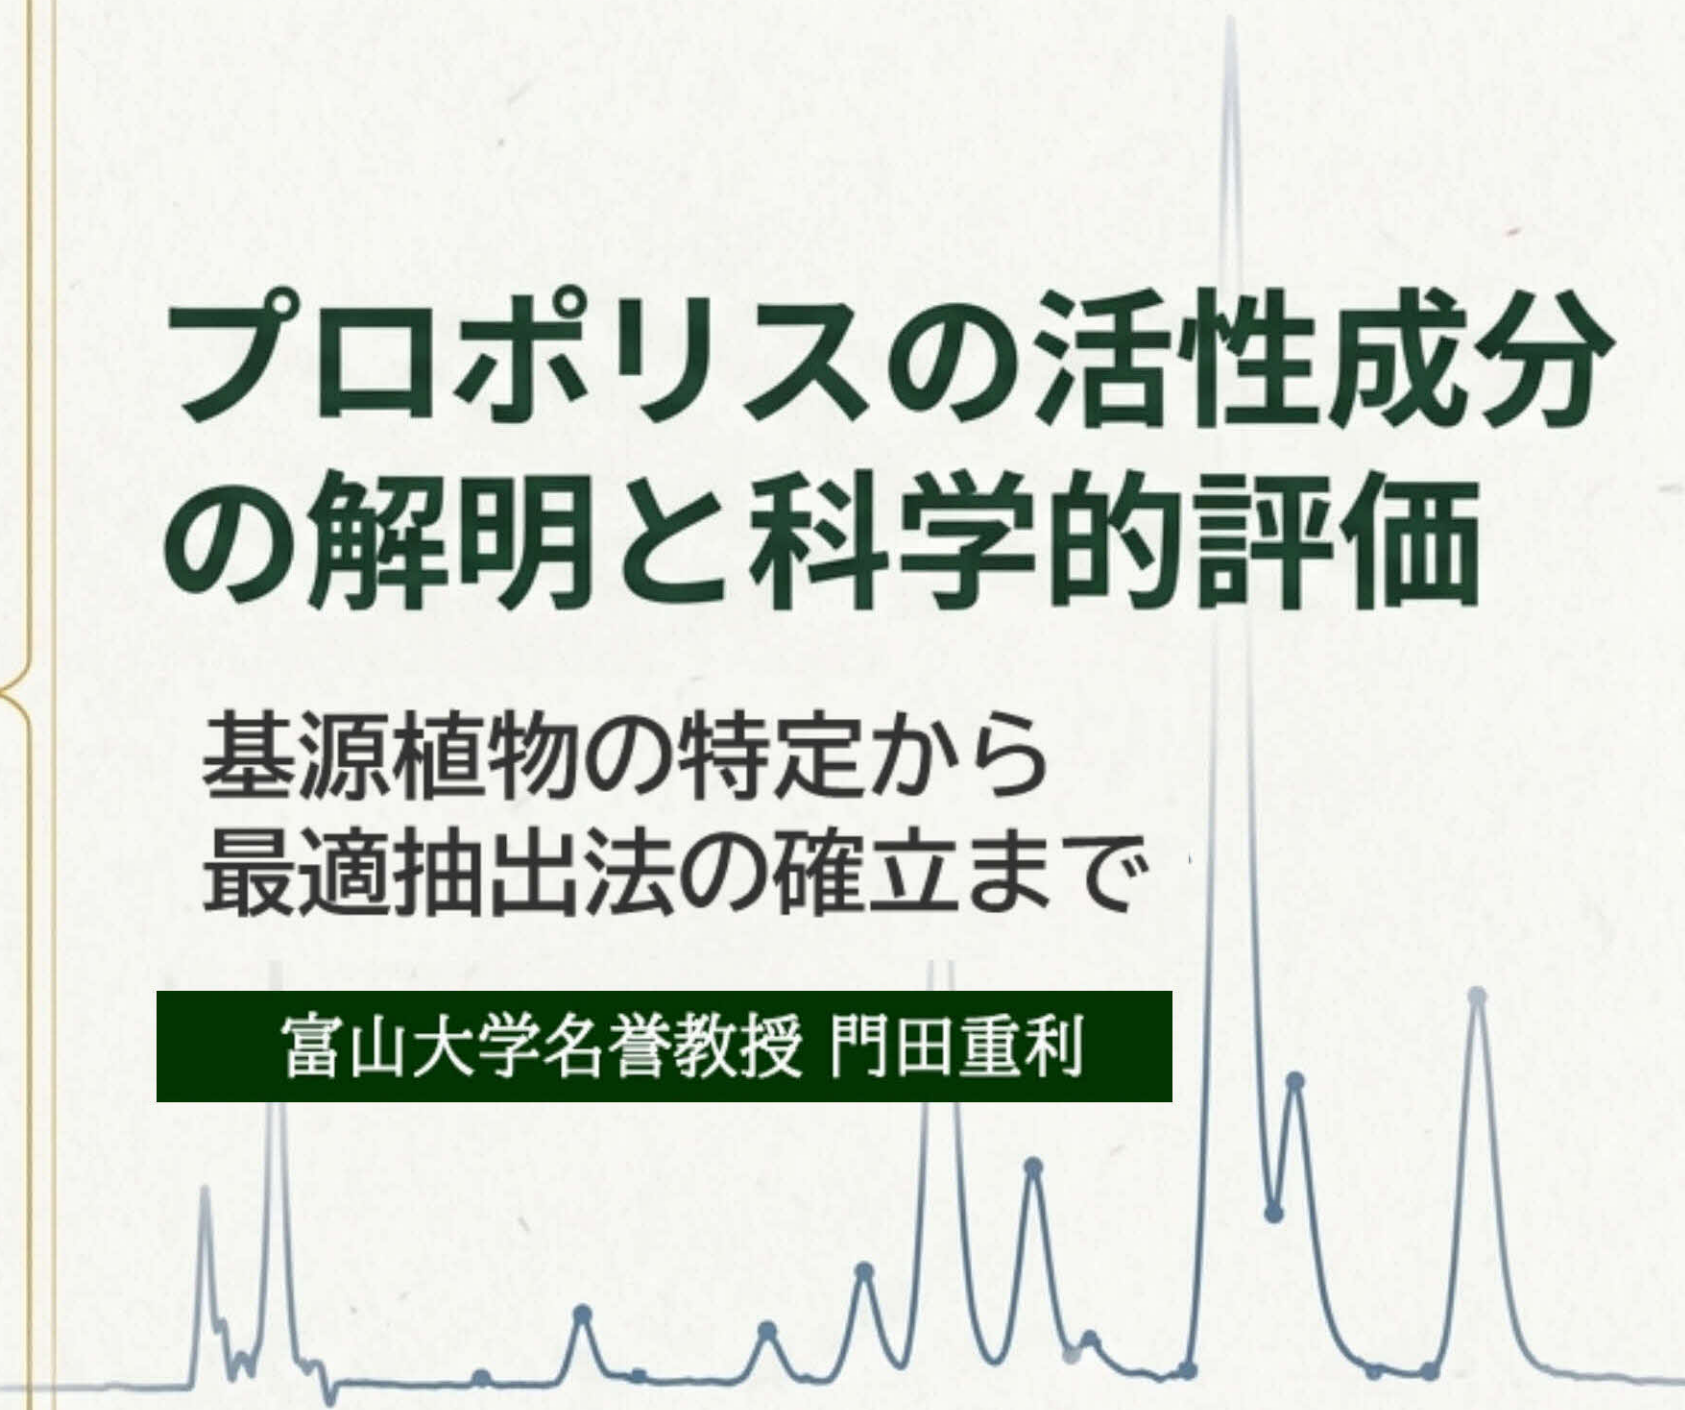 プロポリスの活性成分
の解明と科学的評価
基源植物の特定から
最適抽出法の確立まで
富山大学名誉教授 門田重利